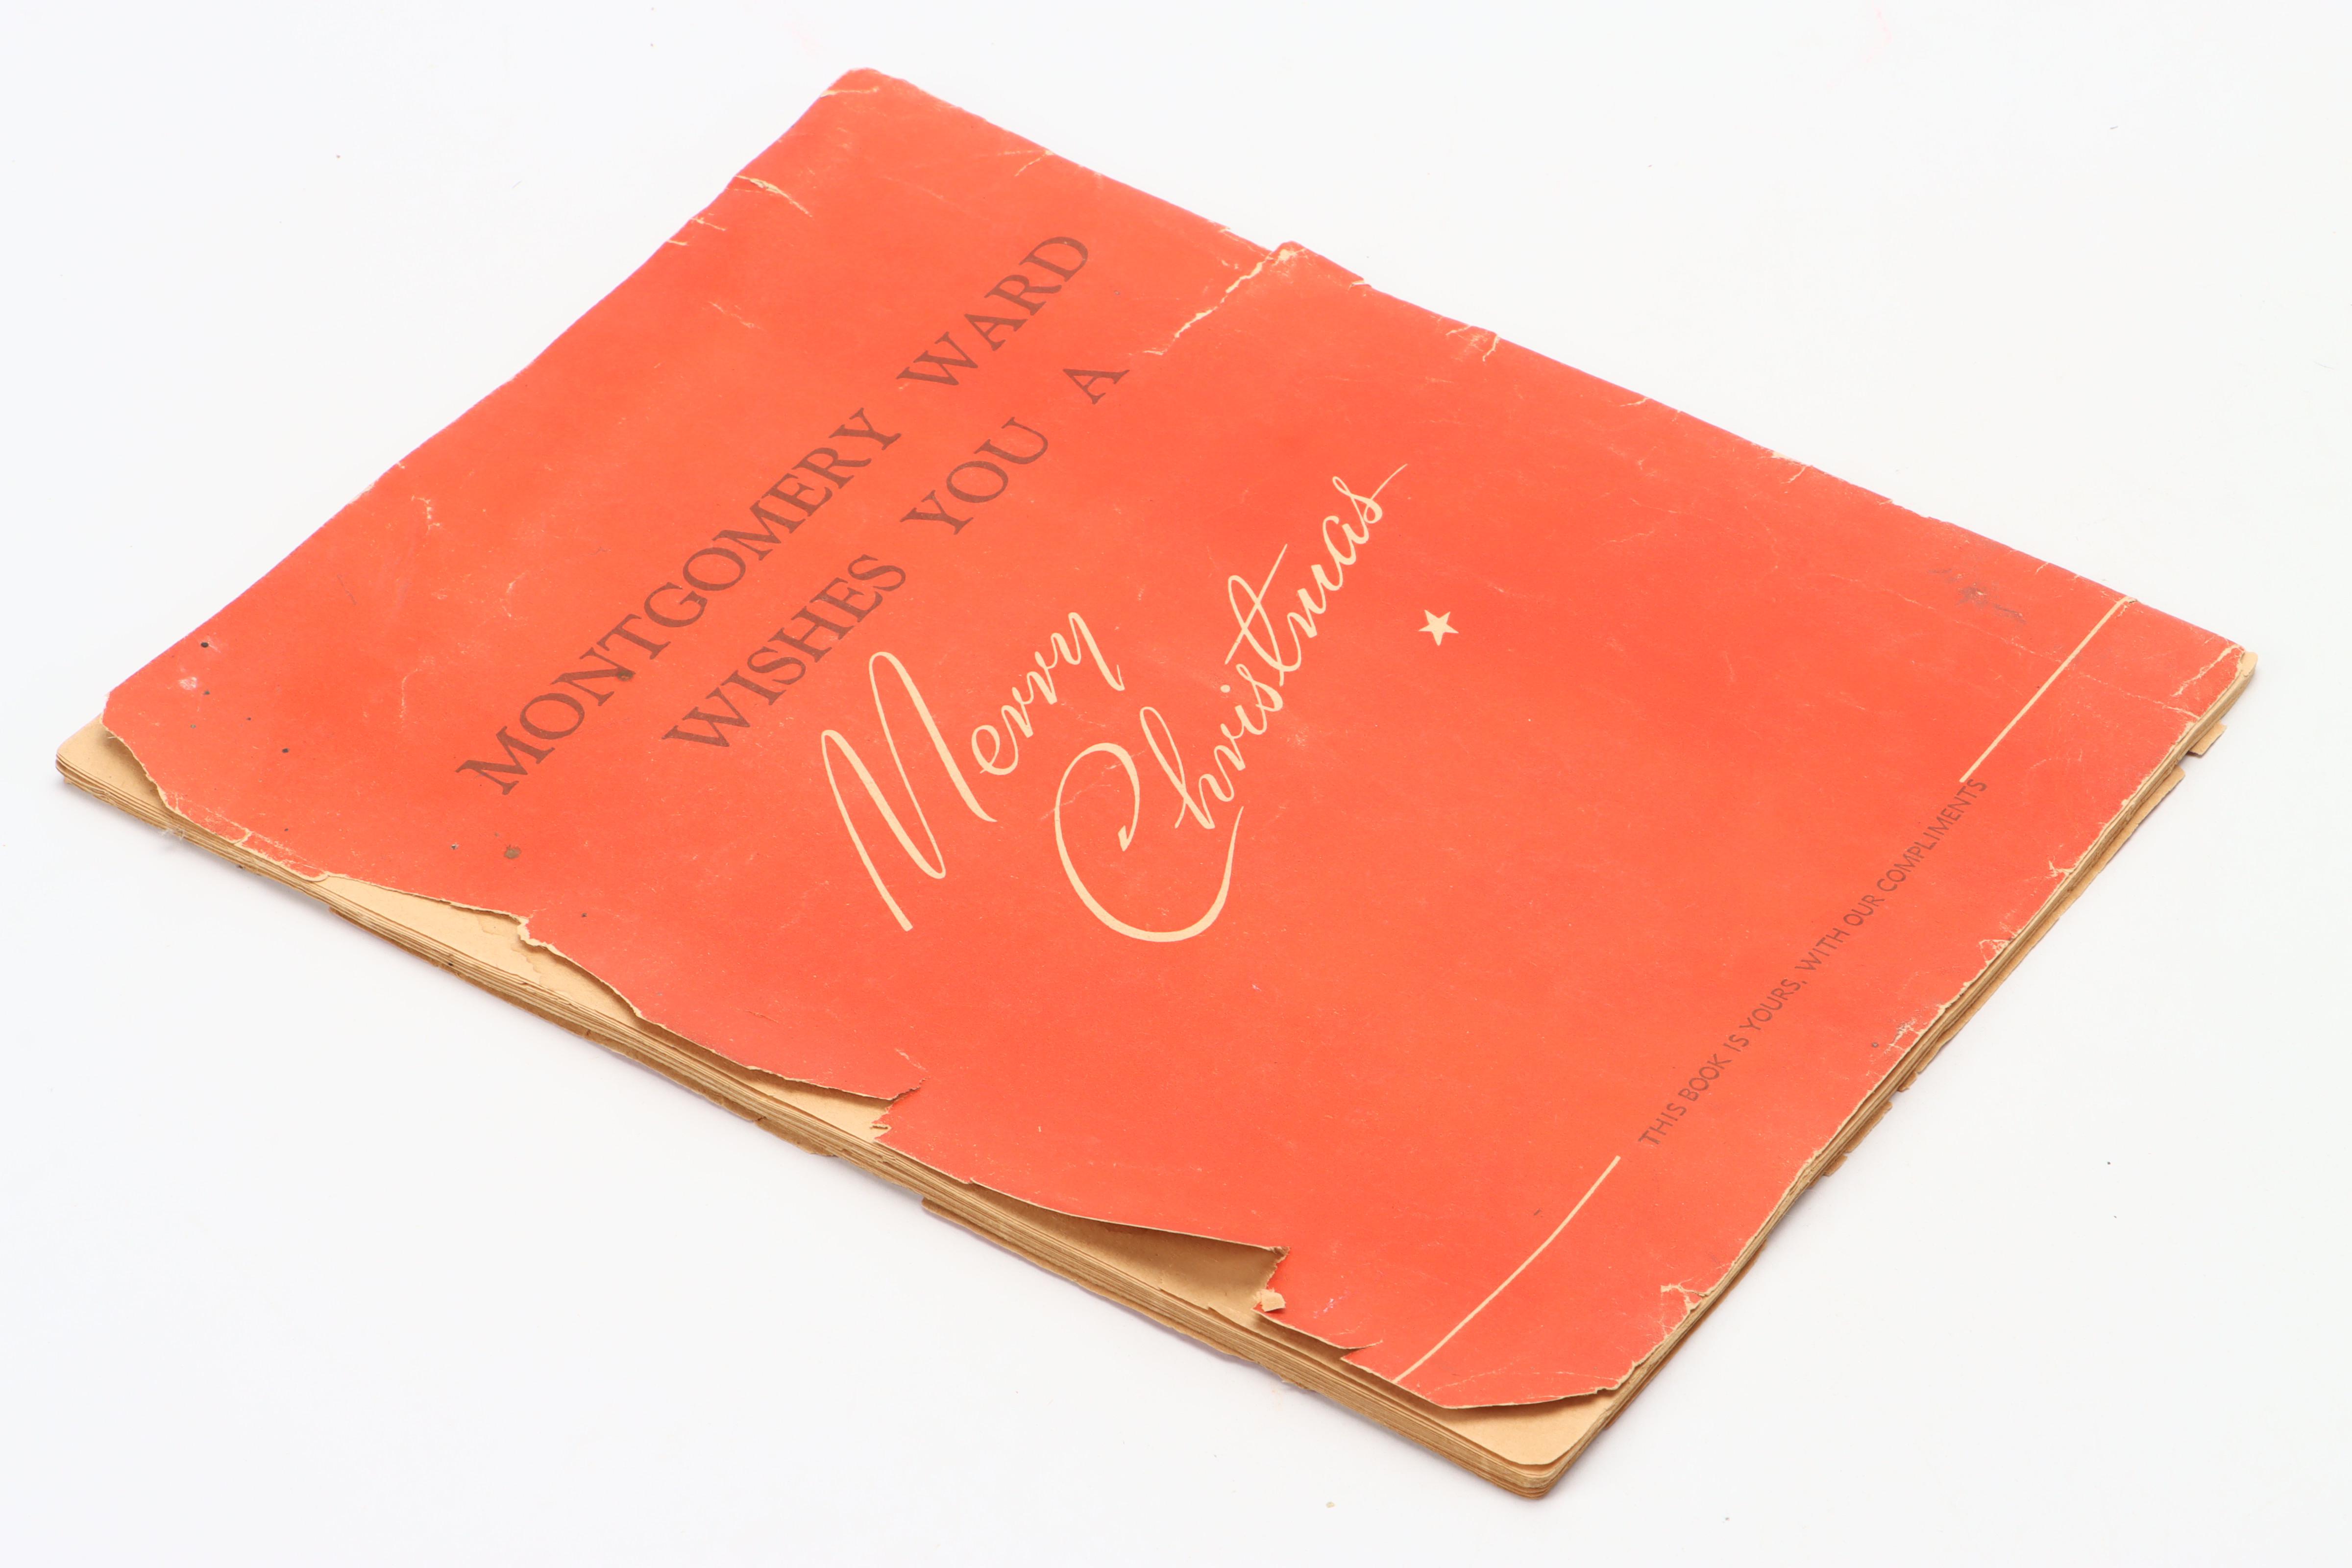 MONTGOMERY WARD
WISHES YOU A
Merry
Christmas
THIS BOOK IS YOURS, WITH OUR COMPLIMENTS